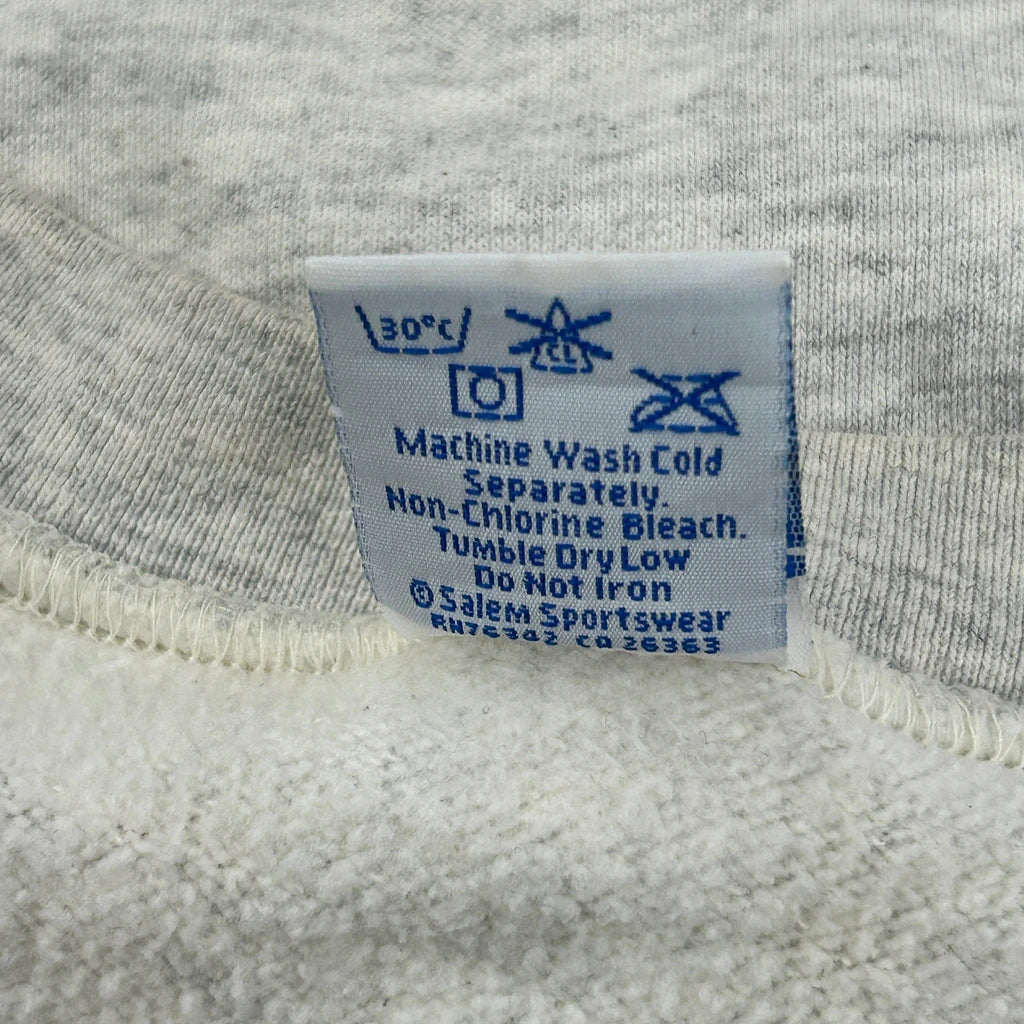 30°C
CL
Machine Wash Cold
Separately.
Non-Chlorine Bleach.
Tumble Dry Low
Do Not Iron
© Salem Sportswear
RN76342 CA 26363